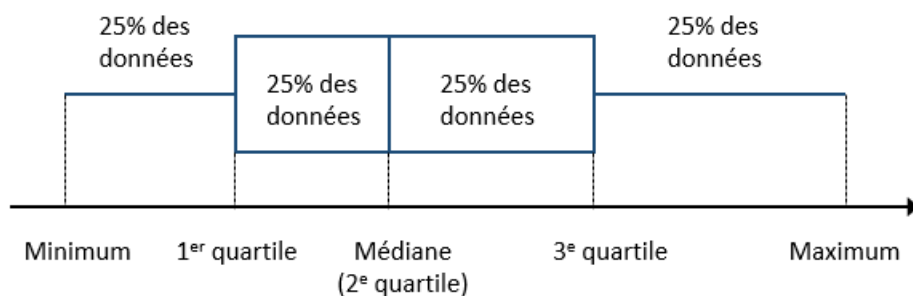 25% des
données
25% des
données
25% des
données
25% des
données
Minimum
1er quartile
Médiane
(2e quartile)
3e quartile
Maximum